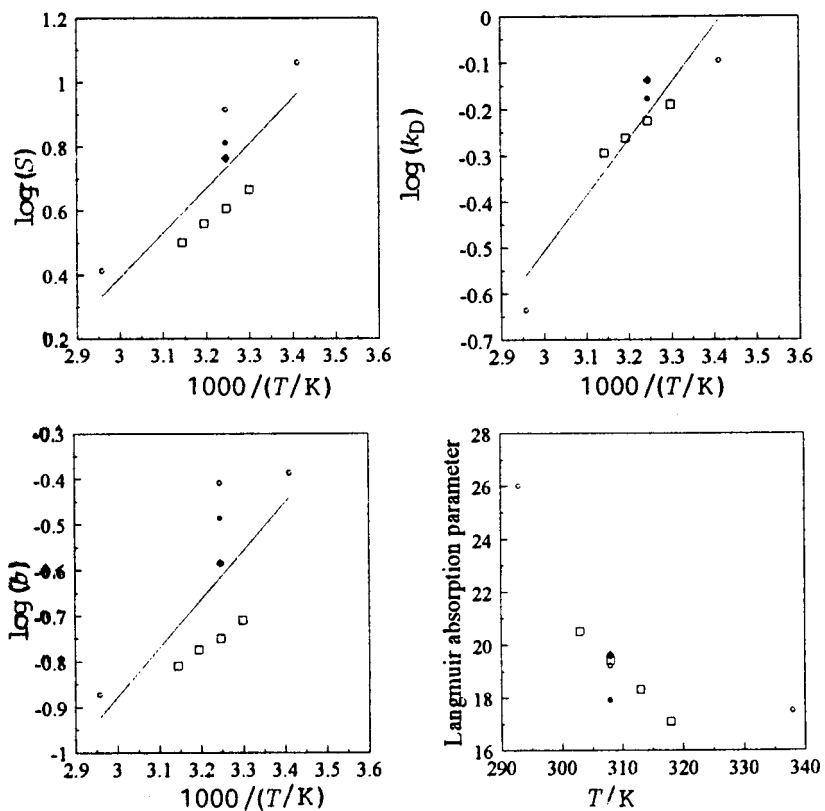 log(S)
1.2
1
0.8
0.6
0.4
0.2
2.9 3 3.1 3.2 3.3 3.4 3.5 3.6
1000/(T/K)
log(kD)
0
-0.1
-0.2
-0.3
-0.4
-0.5
-0.6
-0.7
2.9 3 3.1 3.2 3.3 3.4 3.5 3.6
1000/(T/K)
log(b)
-0.3
-0.4
-0.5
-0.6
-0.7
-0.8
-0.9
-1
2.9 3 3.1 3.2 3.3 3.4 3.5 3.6
1000/(T/K)
Langmuir absorption parameter
28
26
24
22
20
18
16
290 300 310 320 330 340
T/K